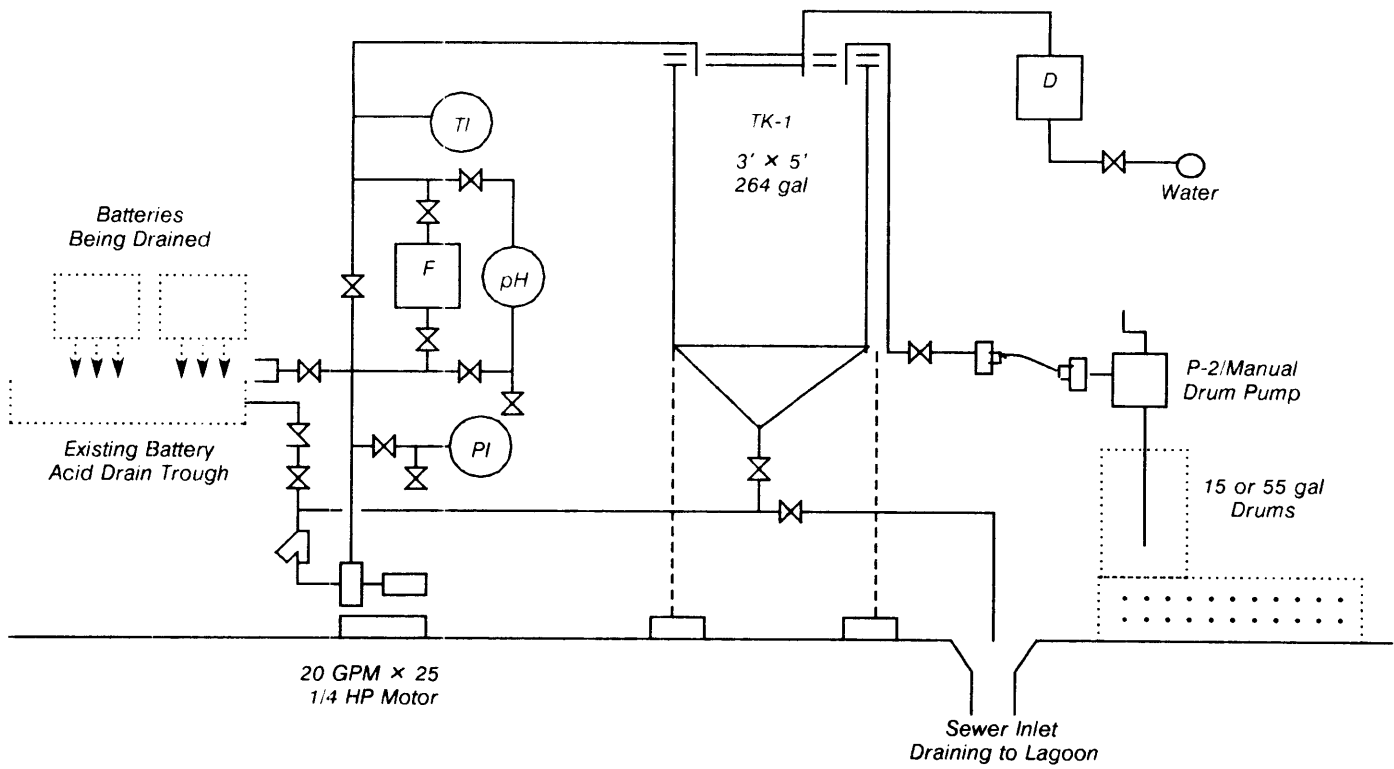 TI
TK-1
3' × 5'
264 gal
D
Water
Batteries
Being Drained
F
pH
P-2/Manual
Drum Pump
Existing Battery
Acid Drain Trough
PI
15 or 55 gal
Drums
20 GPM × 25
1/4 HP Motor
Sewer Inlet
Draining to Lagoon